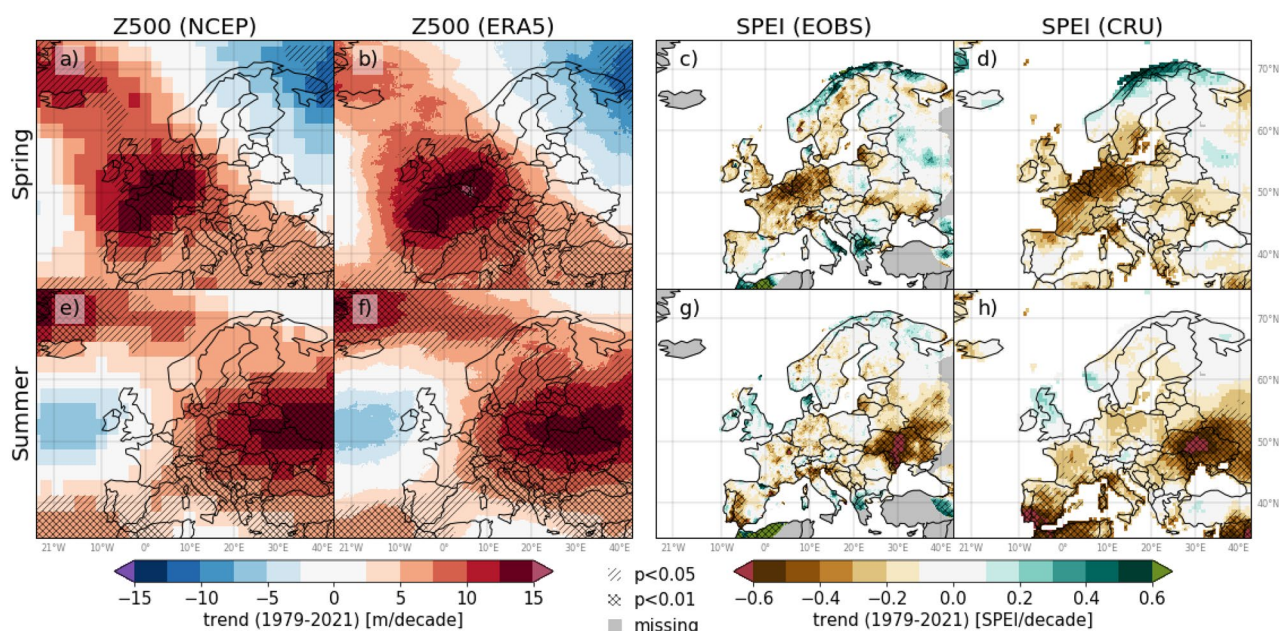 Z500 (NCEP) Z500 (ERA5) SPEI (EOBS) SPEI (CRU)
Spring
a) b) c) d)
70°N
60°N
50°N
40°N
Summer
e) f) g) h)
70°N
60°N
50°N
40°N
21°W 10°W 0° 10°E 20°E 30°E 40°E 21°W 10°W 0° 10°E 20°E 30°E 40°E 21°W 10°W 0° 10°E 20°E 30°E 21°W 10°W 0° 10°E 20°E 30°E 40°E
−15 −10 −5 0 5 10 15
trend (1979-2021) [m/decade]
p<0.05
p<0.01
missing
−0.6 −0.4 −0.2 0.0 0.2 0.4 0.6
trend (1979-2021) [SPEI/decade]